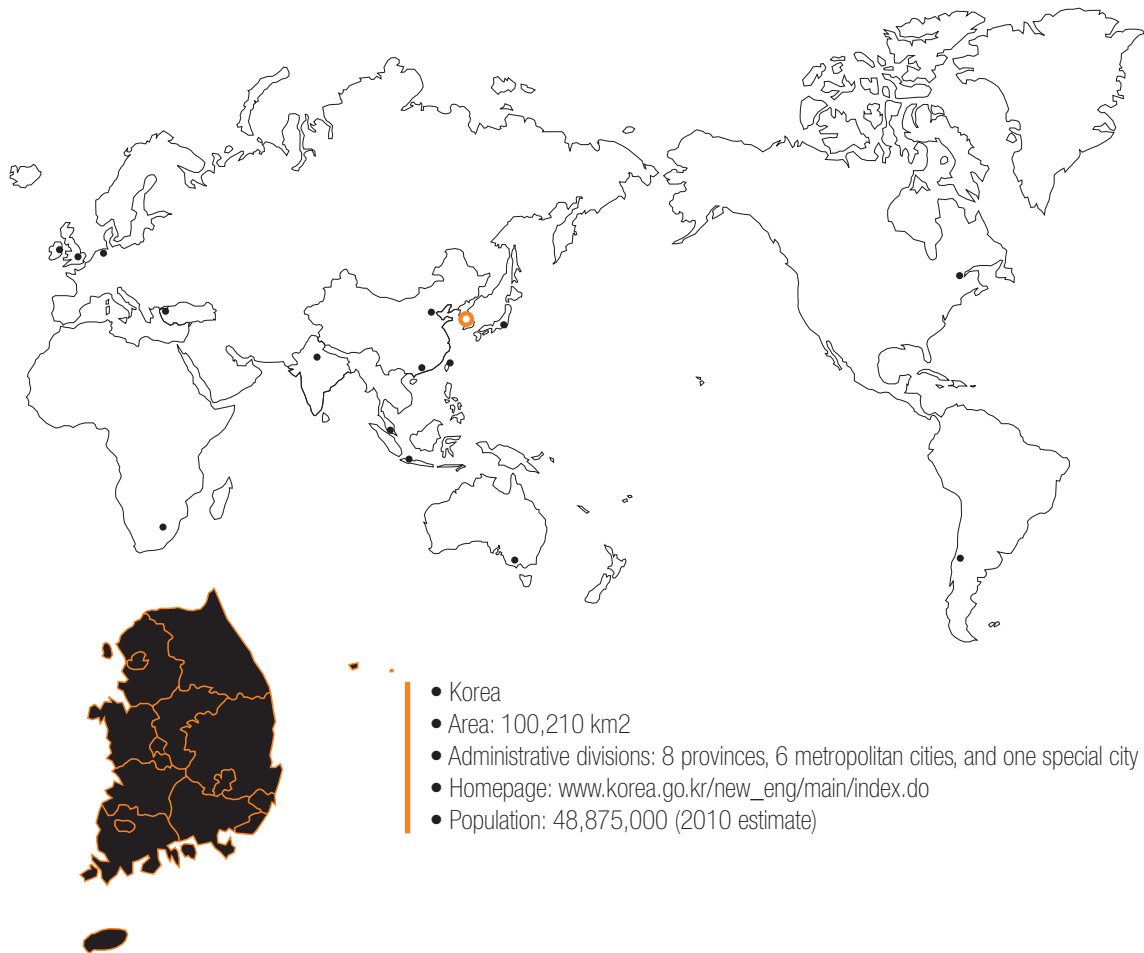 • Korea
• Area: 100,210 km2
• Administrative divisions: 8 provinces, 6 metropolitan cities, and one special city
• Homepage: www.korea.go.kr/new_eng/main/index.do
• Population: 48,875,000 (2010 estimate)